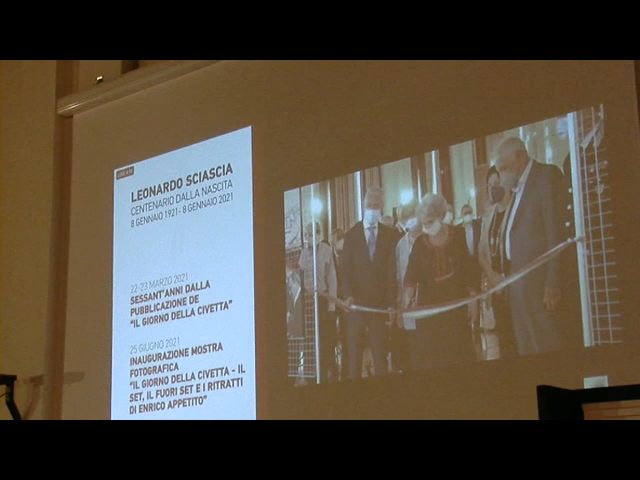 LEONARDO SCIASCIA
CENTENARIO DALLA NASCITA
8 GENNAIO 1921- 8 GENNAIO 2021
22-23 MARZO 2021
SESSANT'ANNI DALLA
PUBBLICAZIONE DE
"IL GIORNO DELLA CIVETTA"
25 GIUGNO 2021
INAUGURAZIONE MOSTRA
FOTOGRAFICA
"IL GIORNO DELLA CIVETTA - IL
SET, IL FUORI SET E I RITRATTI
DI ENRICO APPETITO"